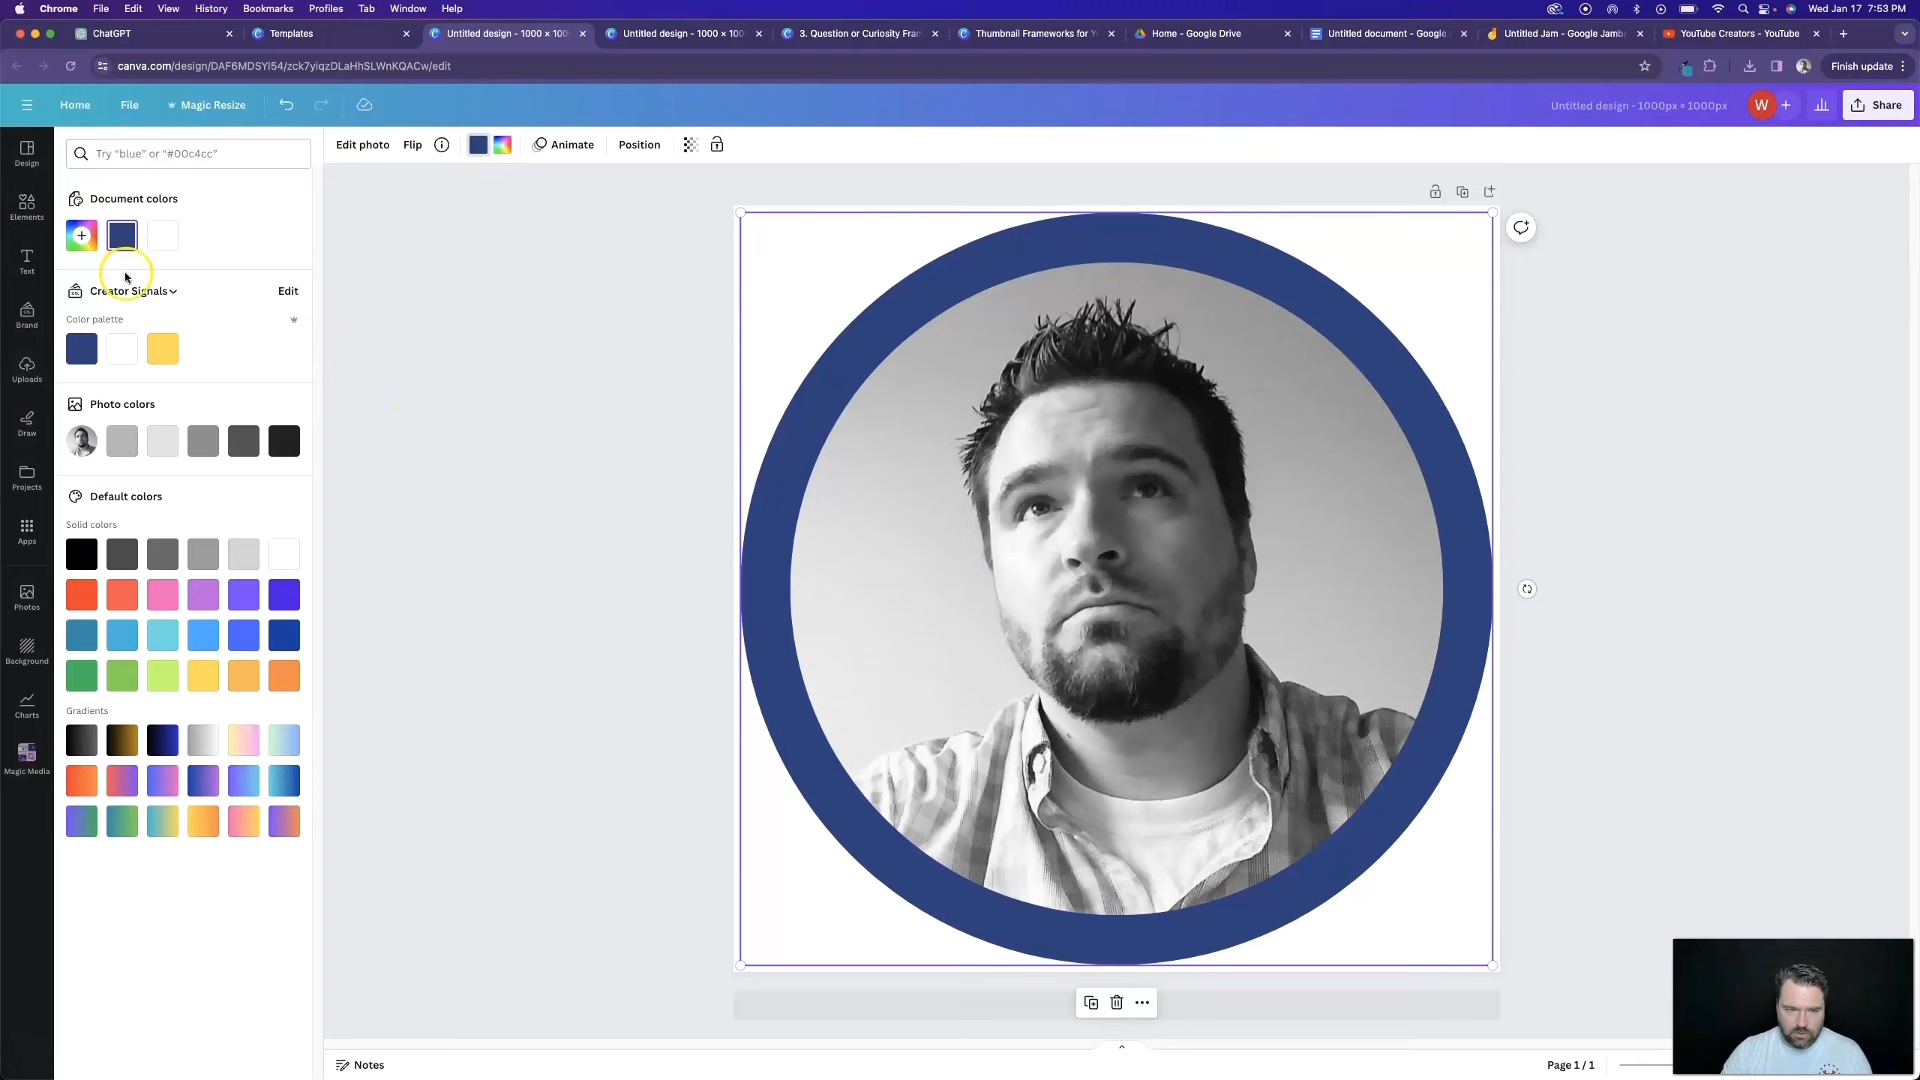 Chrome File Edit View History Bookmarks Profiles Tab Window Help
Wed Jan 17 7:53 PM
ChatGPT
Templates
Untitled design - 1000 × 100
Untitled design - 1000 × 100
3. Question or Curiosity Fram
Thumbnail Frameworks for Y
Home - Google Drive
Untitled document - Google
Untitled Jam - Google Jamb
YouTube Creators - YouTube
canva.com/design/DAF6MDSYl54/zck7yiqzDLaHhSLWnKQACw/edit
Finish update
Home File Magic Resize
Untitled design - 1000px × 1000px
W
Share
Design
Elements
Text
Brand
Uploads
Draw
Projects
Apps
Photos
Background
Charts
Magic Media
Try “blue” or “#00c4cc”
Document colors
Creator Signals
Edit
Color palette
Photo colors
Default colors
Solid colors
Gradients
Edit photo Flip
Animate
Position
Notes
Page 1 / 1